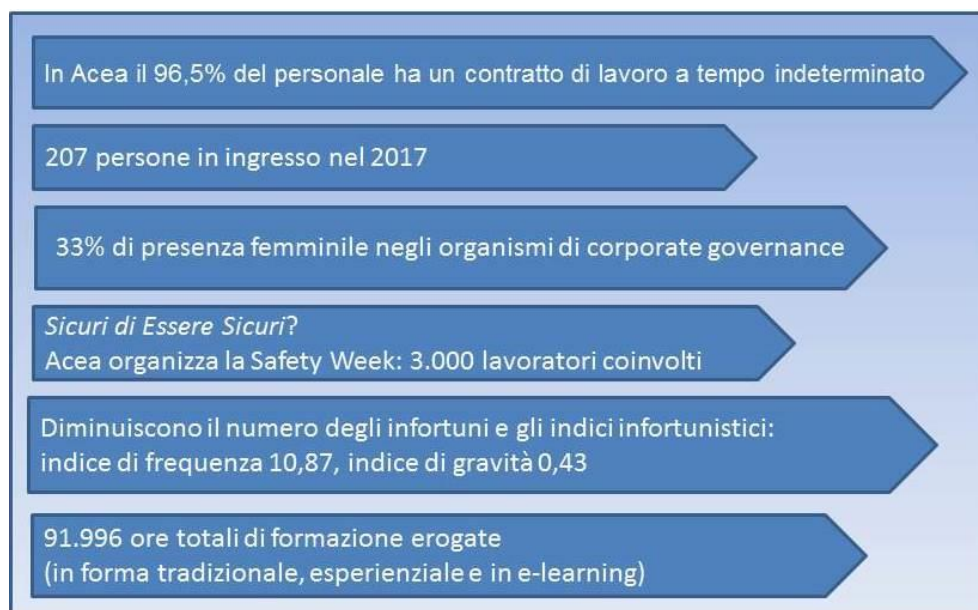 In Acea il 96,5% del personale ha un contratto di lavoro a tempo indeterminato
207 persone in ingresso nel 2017
33% di presenza femminile negli organismi di corporate governance
Sicuri di Essere Sicuri?
Acea organizza la Safety Week: 3.000 lavoratori coinvolti
Diminuiscono il numero degli infortuni e gli indici infortunistici:
indice di frequenza 10,87, indice di gravità 0,43
91.996 ore totali di formazione erogate
(in forma tradizionale, esperienziale e in e-learning)